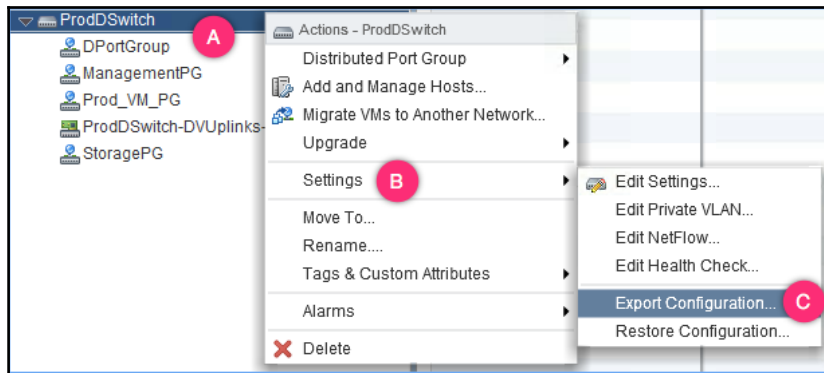 ProdDSwitch
A
DPortGroup
ManagementPG
Prod_VM_PG
ProdDSwitch-DVUplinks-
StoragePG
Actions - ProdDSwitch
Distributed Port Group
Add and Manage Hosts...
Migrate VMs to Another Network...
Upgrade
Settings
B
Move To...
Rename....
Tags & Custom Attributes
Alarms
Delete
Edit Settings...
Edit Private VLAN...
Edit NetFlow...
Edit Health Check...
Export Configuration...
C
Restore Configuration...